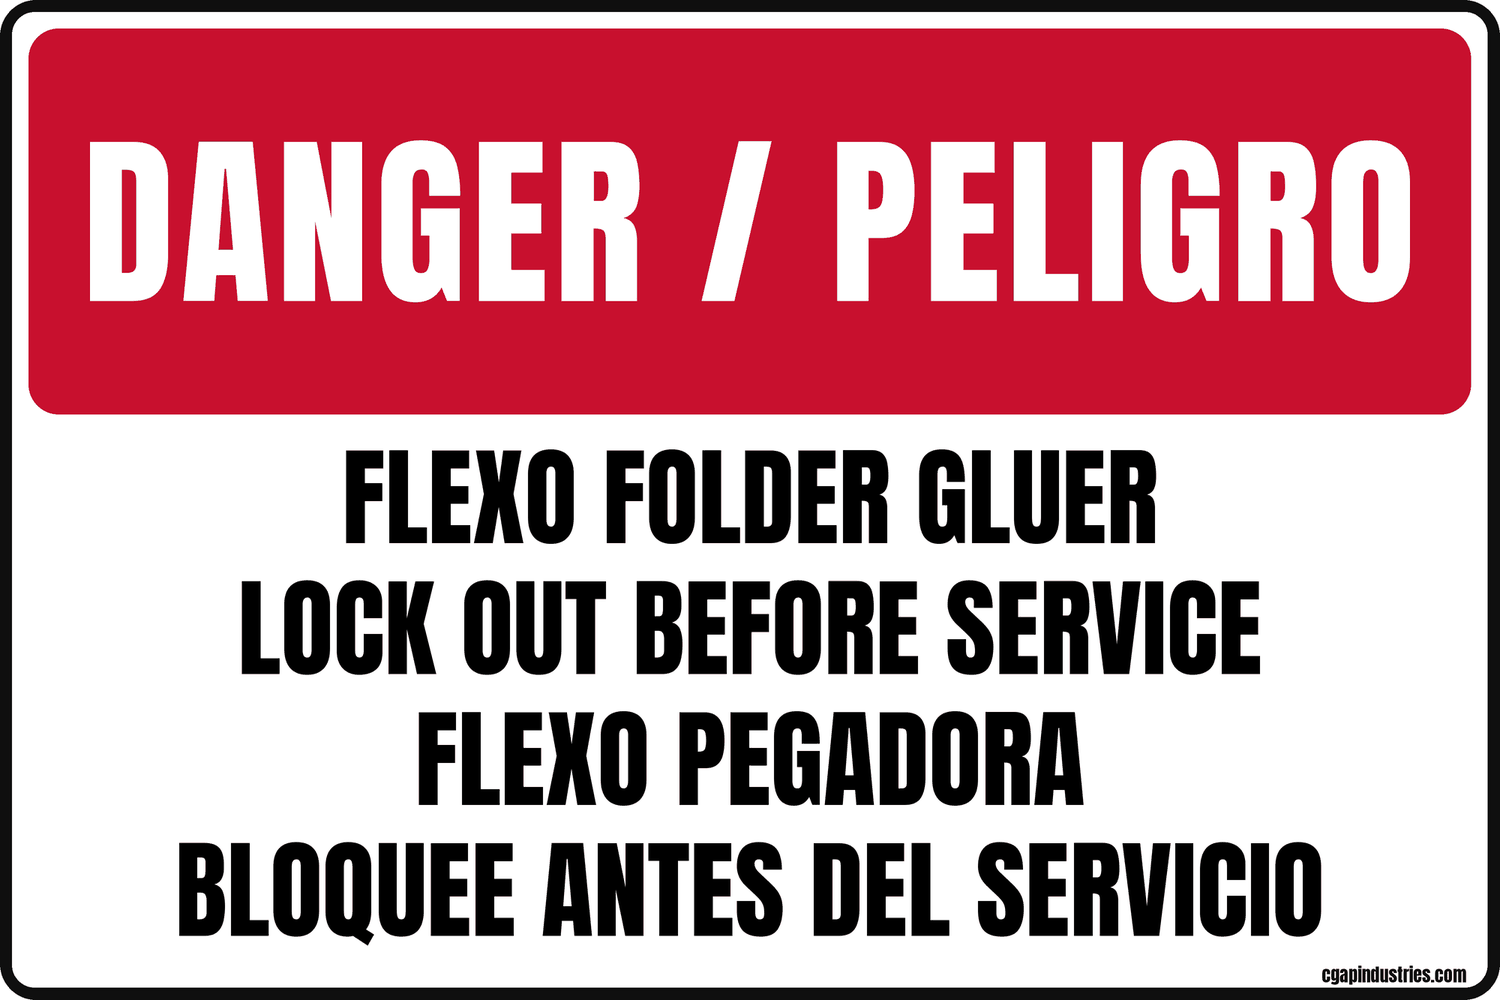 DANGER / PELIGRO
FLEXO FOLDER GLUER
LOCK OUT BEFORE SERVICE
FLEXO PEGADORA
BLOQUEE ANTES DEL SERVICIO
cgapindustries.com